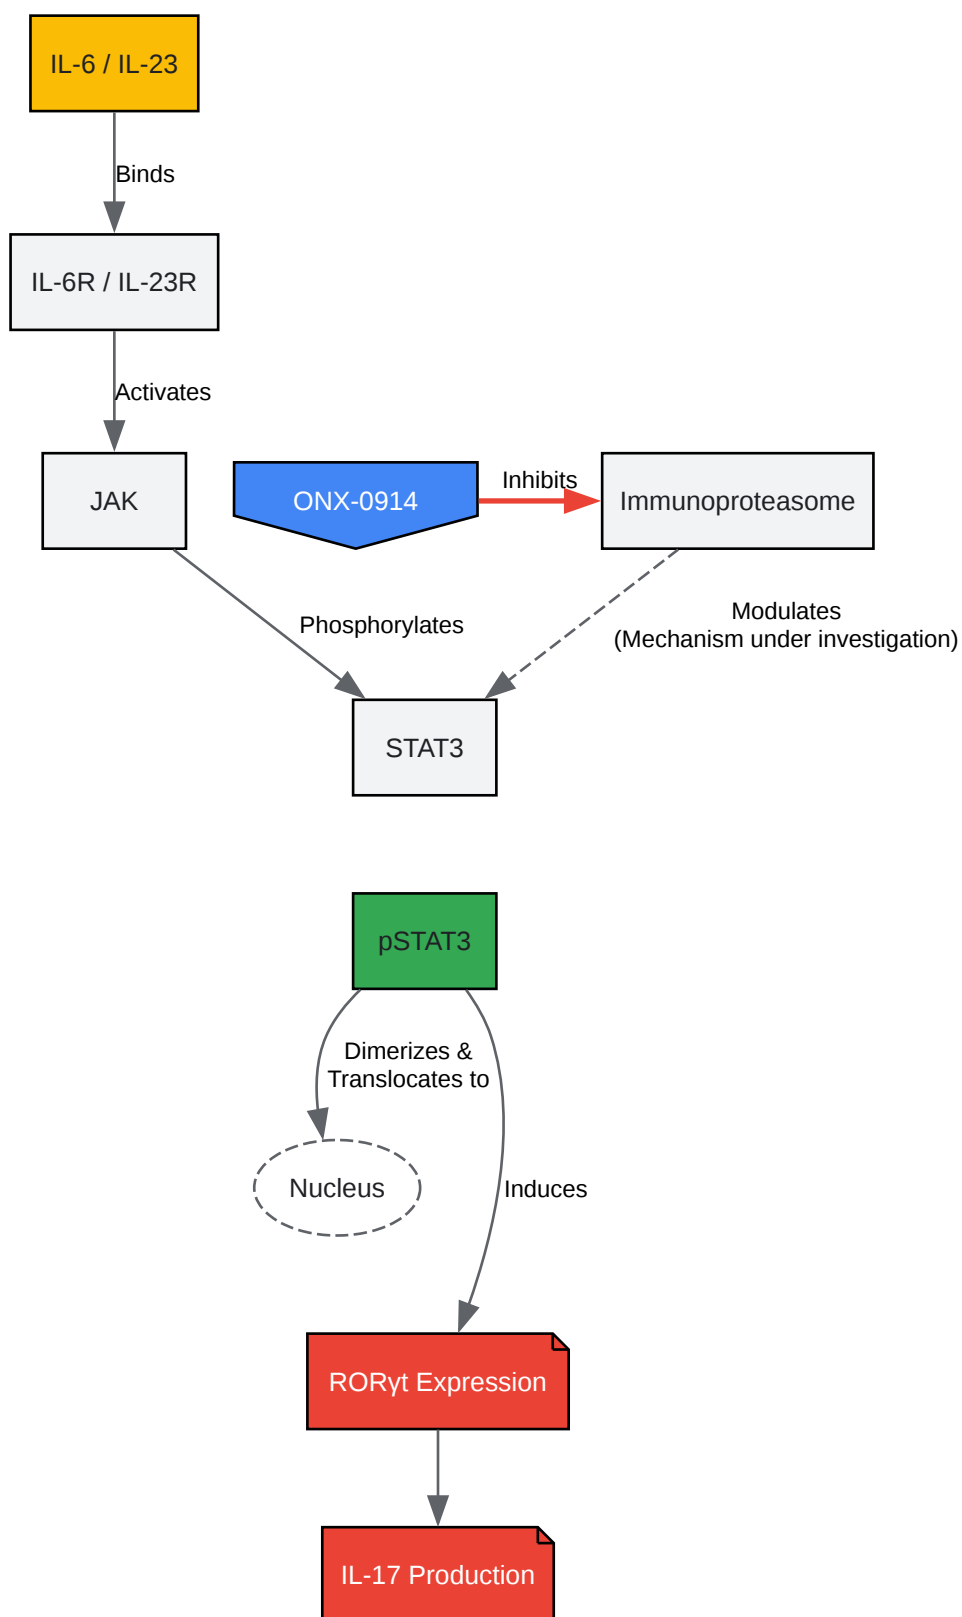 IL-6 / IL-23
Binds
IL-6R / IL-23R
Activates
JAK
ONX-0914
Inhibits
Immunoproteasome
Phosphorylates
Modulates
(Mechanism under investigation)
STAT3
pSTAT3
Dimerizes &
Translocates to
Nucleus
Induces
RORγt Expression
IL-17 Production